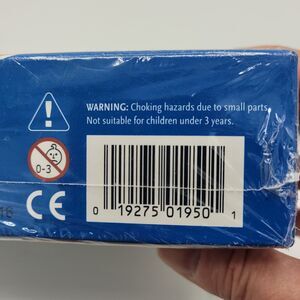 WARNING: Choking hazards due to small parts.
Not suitable for children under 3 years.
0-3
CE
0 19275 01950 1